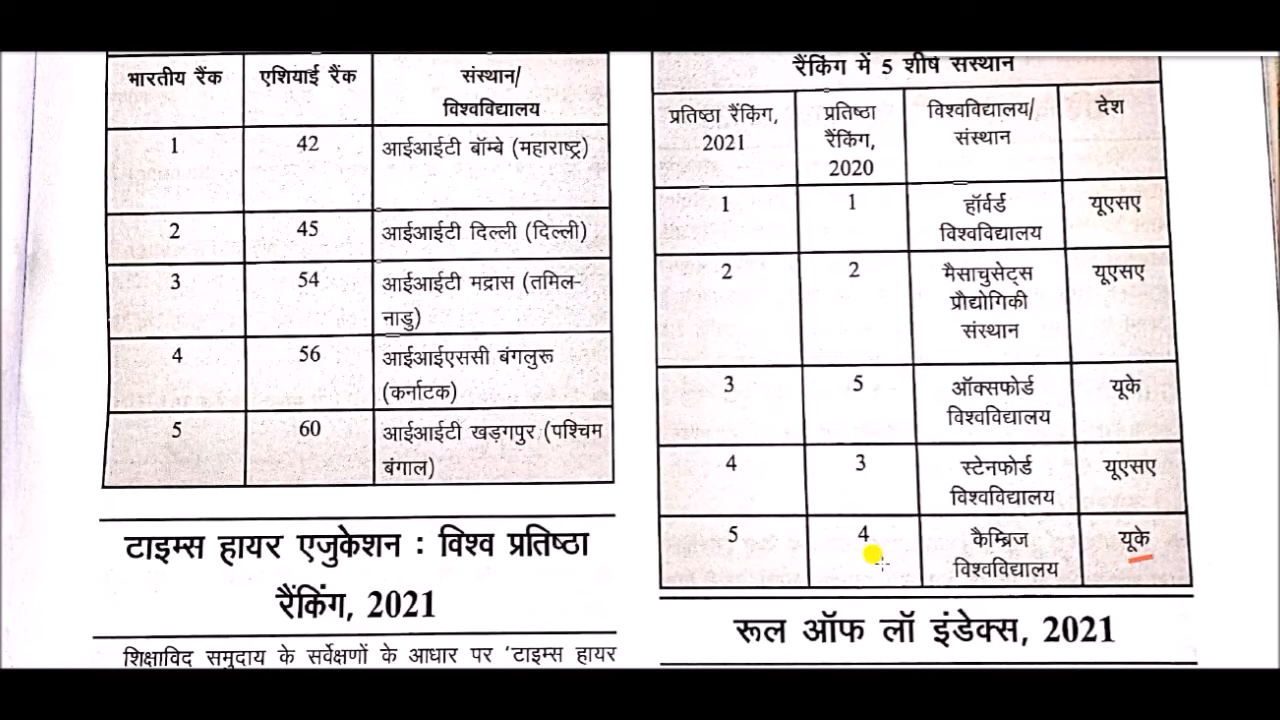 भारतीय रैंक एशियाई रैंक संस्थान/
विश्वविद्यालय
1 42 आईआईटी बॉम्बे (महाराष्ट्र)
2 45 आईआईटी दिल्ली (दिल्ली)
3 54 आईआईटी मद्रास (तमिल-
नाडु)
4 56 आईआईएससी बंगलुरू
(कर्नाटक)
5 60 आईआईटी खड़गपुर (पश्चिम
बंगाल)
टाइम्स हायर एजुकेशन : विश्व प्रतिष्ठा
रैंकिंग, 2021
शिक्षाविद समुदाय के सर्वेक्षणों के आधार पर 'टाइम्स हायर
रैंकिंग में 5 शीर्ष संस्थान
प्रतिष्ठा रैंकिंग, प्रतिष्ठा विश्वविद्यालय/ देश
2021 रैंकिंग, संस्थान
2020
1 1 हॉर्वर्ड यूएसए
विश्वविद्यालय
2 2 मैसाचुसेट्स यूएसए
प्रौद्योगिकी
संस्थान
3 5 ऑक्सफोर्ड यूके
विश्वविद्यालय
4 3 स्टेनफोर्ड यूएसए
विश्वविद्यालय
5 4 कैम्ब्रिज यूके
विश्वविद्यालय
रूल ऑफ लॉ इंडेक्स, 2021